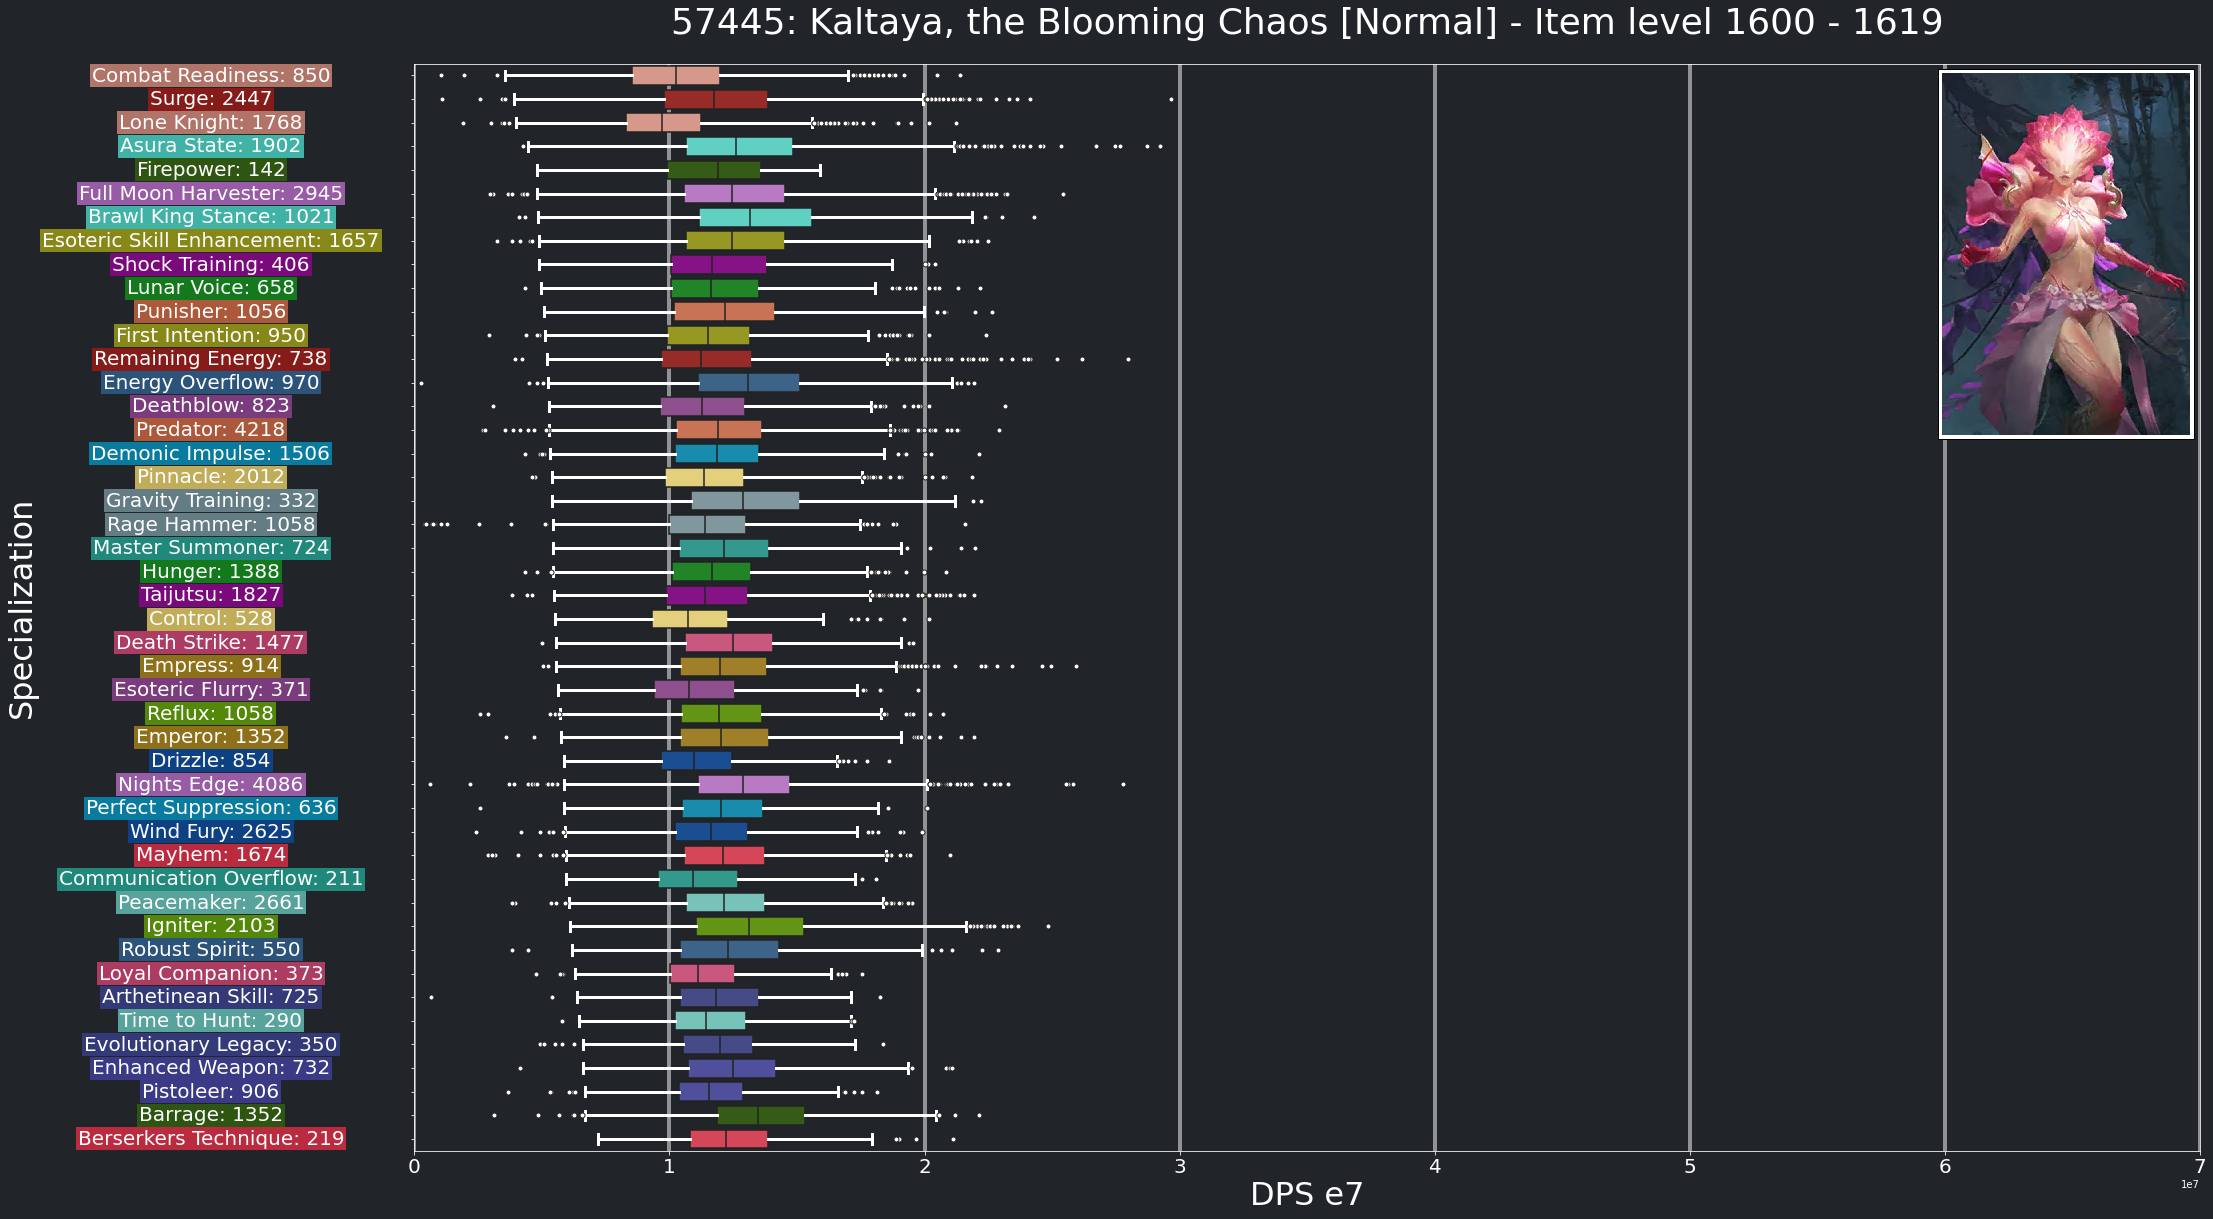 57445: Kaltaya, the Blooming Chaos [Normal] - Item level 1600 - 1619
Specialization
Combat Readiness: 850
Surge: 2447
Lone Knight: 1768
Asura State: 1902
Firepower: 142
Full Moon Harvester: 2945
Brawl King Stance: 1021
Esoteric Skill Enhancement: 1657
Shock Training: 406
Lunar Voice: 658
Punisher: 1056
First Intention: 950
Remaining Energy: 738
Energy Overflow: 970
Deathblow: 823
Predator: 4218
Demonic Impulse: 1506
Pinnacle: 2012
Gravity Training: 332
Rage Hammer: 1058
Master Summoner: 724
Hunger: 1388
Taijutsu: 1827
Control: 528
Death Strike: 1477
Empress: 914
Esoteric Flurry: 371
Reflux: 1058
Emperor: 1352
Drizzle: 854
Nights Edge: 4086
Perfect Suppression: 636
Wind Fury: 2625
Mayhem: 1674
Communication Overflow: 211
Peacemaker: 2661
Igniter: 2103
Robust Spirit: 550
Loyal Companion: 373
Arthetinean Skill: 725
Time to Hunt: 290
Evolutionary Legacy: 350
Enhanced Weapon: 732
Pistoleer: 906
Barrage: 1352
Berserkers Technique: 219
0 1 2 3 4 5 6 7
1e7
DPS e7